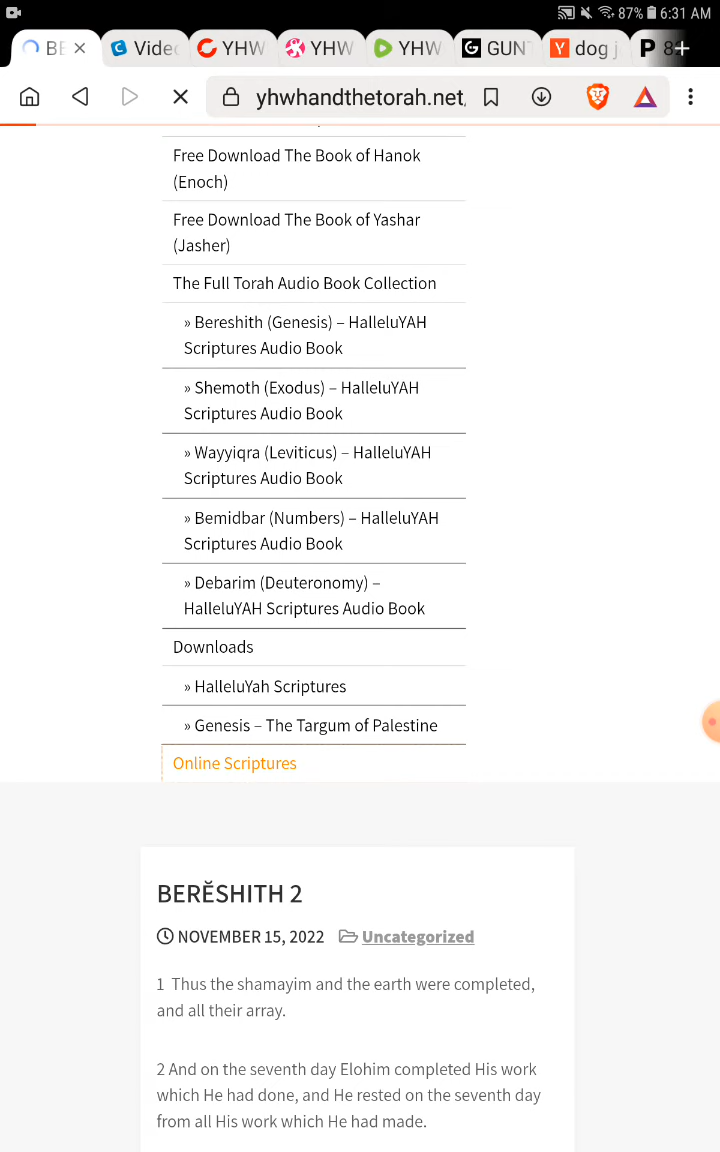 87% 6:31 AM
BE Vide YHW YHW YHW GUNT dog j P 8
yhwhandthetorah.net,
Free Download The Book of Hanok
(Enoch)
Free Download The Book of Yashar
(Jasher)
The Full Torah Audio Book Collection
» Bereshith (Genesis) – HalleluYAH
Scriptures Audio Book
» Shemoth (Exodus) – HalleluYAH
Scriptures Audio Book
» Wayyiqra (Leviticus) – HalleluYAH
Scriptures Audio Book
» Bemidbar (Numbers) – HalleluYAH
Scriptures Audio Book
» Debarim (Deuteronomy) –
HalleluYAH Scriptures Audio Book
Downloads
» HalleluYah Scriptures
» Genesis – The Targum of Palestine
Online Scriptures
BERĔSHITH 2
NOVEMBER 15, 2022 Uncategorized
1 Thus the shamayim and the earth were completed,
and all their array.
2 And on the seventh day Elohim completed His work
which He had done, and He rested on the seventh day
from all His work which He had made.